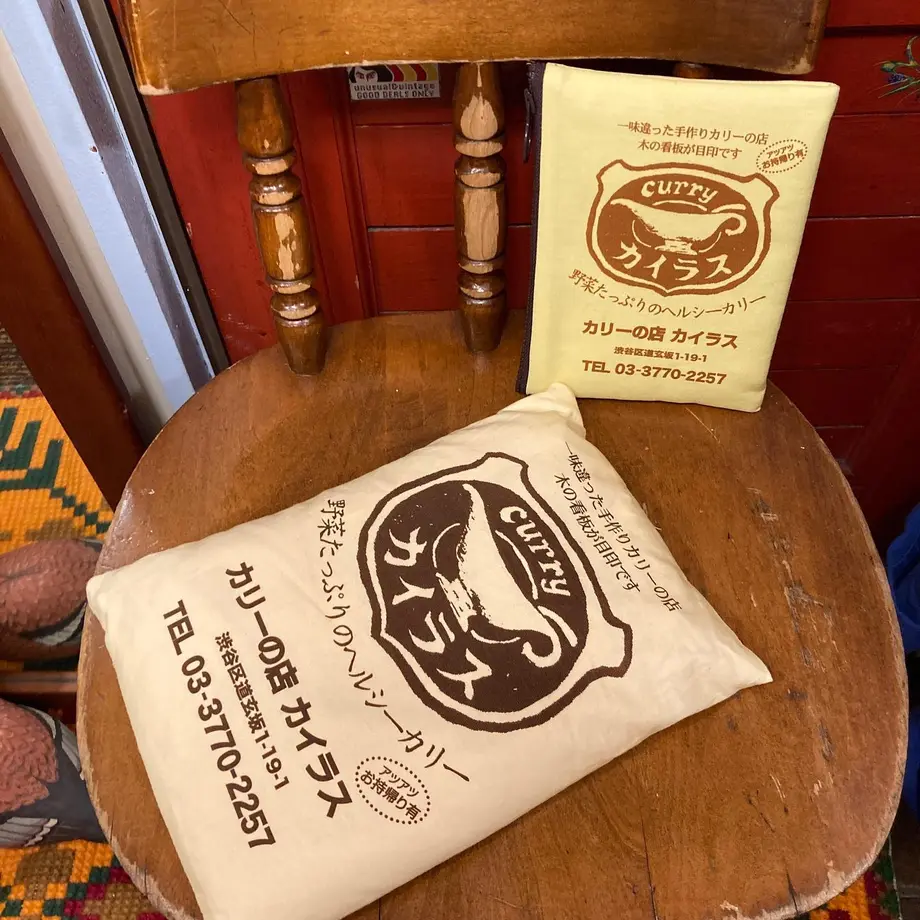 unusual Dvintage
GOOD DEALS ONLY
一味違った手作りカリーの店
木の看板が目印です
アツアツ
お持帰り有
curry
カイラス
野菜たっぷりのヘルシーカリー
カリーの店 カイラス
渋谷区道玄坂1-19-1
TEL 03-3770-2257
一味違った手作りカリーの店
木の看板が目印です
curry
カイラス
野菜たっぷりのヘルシーカリー
カリーの店 カイラス
渋谷区道玄坂1-19-1
TEL 03-3770-2257
アツアツ
お持帰り有